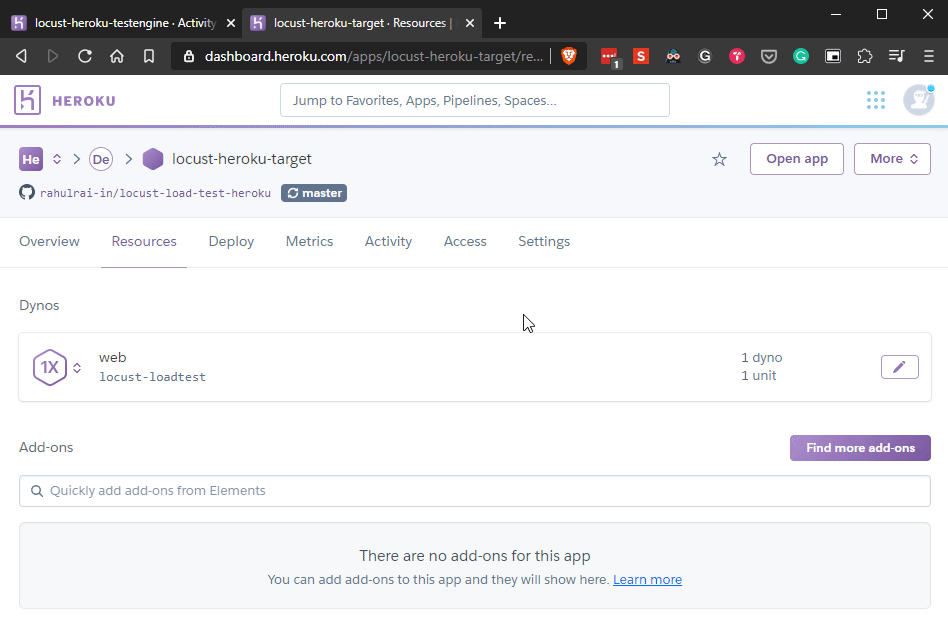 locust-heroku-testengine · Activity
locust-heroku-target · Resources |
dashboard.heroku.com/apps/locust-heroku-target/re...
1
S
G
HEROKU
Jump to Favorites, Apps, Pipelines, Spaces...
He
De
locust-heroku-target
Open app
More
rahulrai-in/locust-load-test-heroku
master
Overview
Resources
Deploy
Metrics
Activity
Access
Settings
Dynos
1X
web
locust-loadtest
1 dyno
1 unit
Add-ons
Find more add-ons
Quickly add add-ons from Elements
There are no add-ons for this app
You can add add-ons to this app and they will show here. Learn more